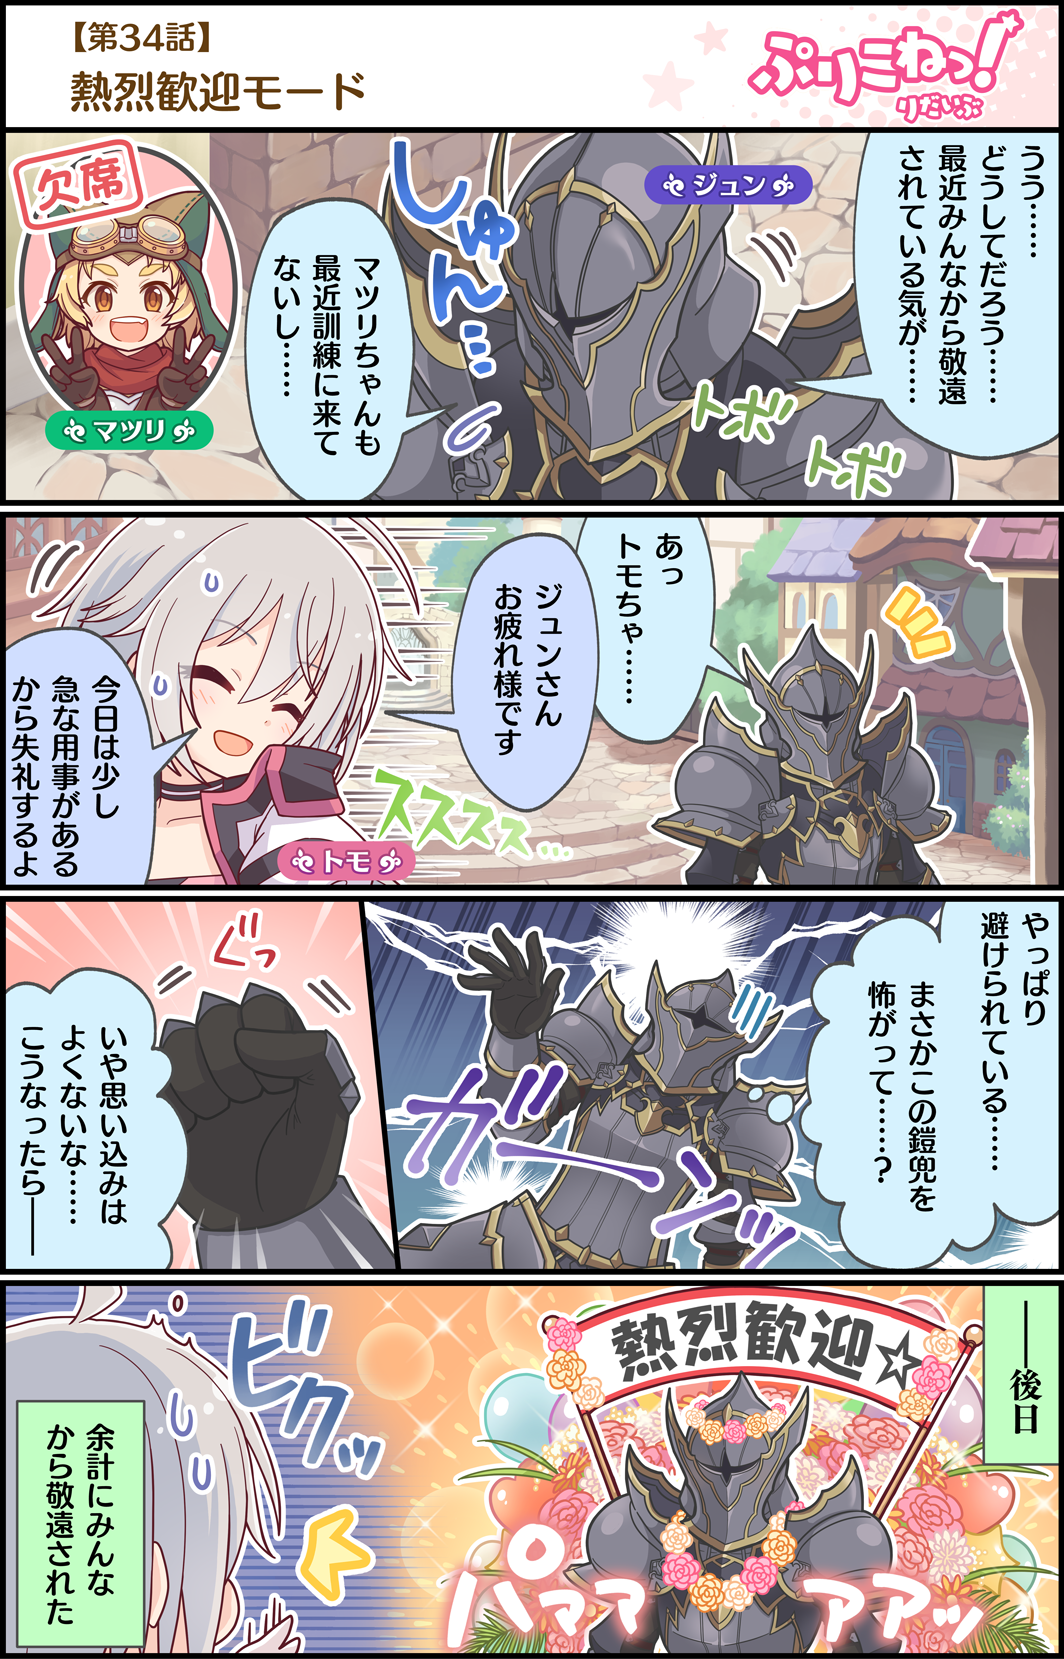 【第34話】
熱烈歓迎モード
ぷりこねっ!
りだいぶ
うう……
どうしてだろう……
最近みんなから敬遠
されている気が……
ジュン
トボ
トボ
しゅん…
マツリちゃんも
最近訓練に来て
ないし……
欠席
マツリ
あっ
トモちゃ……
ジュンさん
お疲れ様です
ススススス…
今日は少し
急な用事がある
から失礼するよ
トモ
やっぱり
避けられている……
まさかこの鎧兜を
怖がって……?
ガーンッ
ぐっ
いや思い込みは
よくないな……
こうなったら――
――後日
熱烈歓迎☆
パァァァアアッ
ビクッ
余計にみんな
から敬遠された